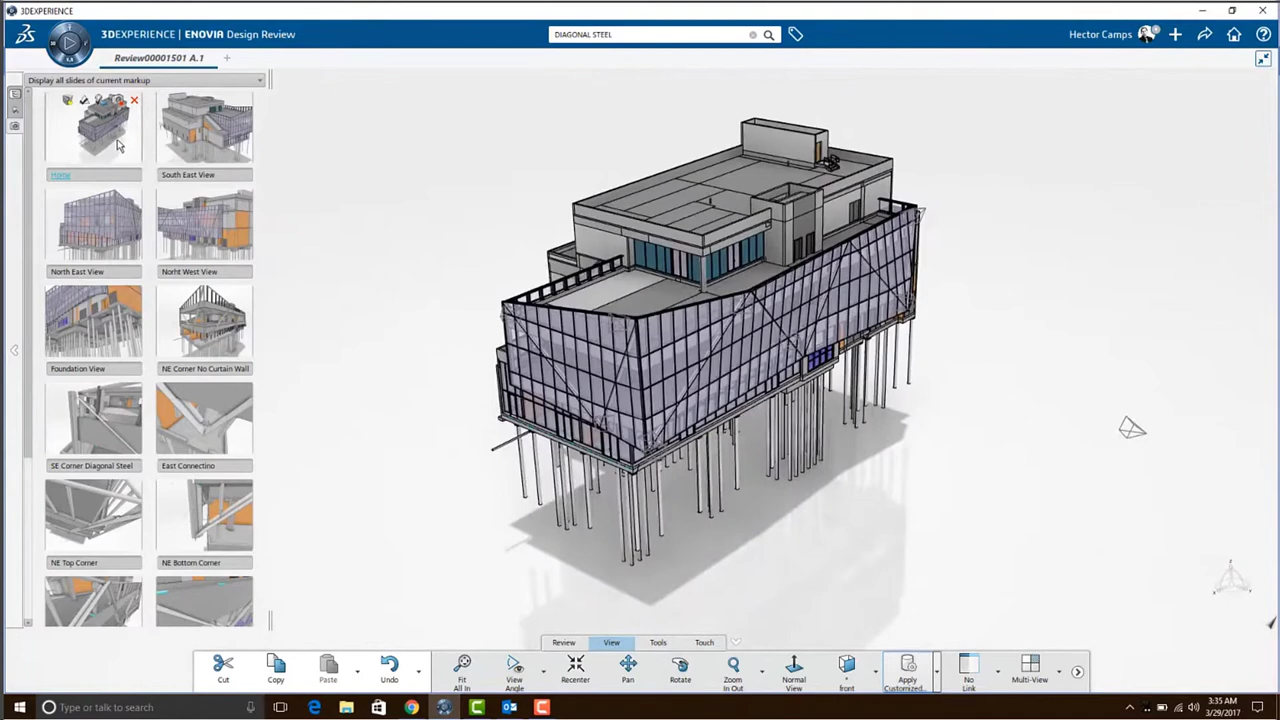 3DEXPERIENCE
3DEXPERIENCE | ENOVIA Design Review
DIAGONAL STEEL
Hector Camps
Review00001501 A.1
Display all slides of current markup
Home
South East View
North East View
Norht West View
Foundation View
NE Corner No Curtain Wall
SE Corner Diagonal Steel
East Connectino
NE Top Corner
NE Bottom Corner
Review
View
Tools
Touch
Cut
Copy
Paste
Undo
Fit
All In
View
Angle
Recenter
Pan
Rotate
Zoom
In Out
Normal
View
* front
Apply
Customized...
No
Link
Multi-View
Type or talk to search
3:35 AM
3/29/2017